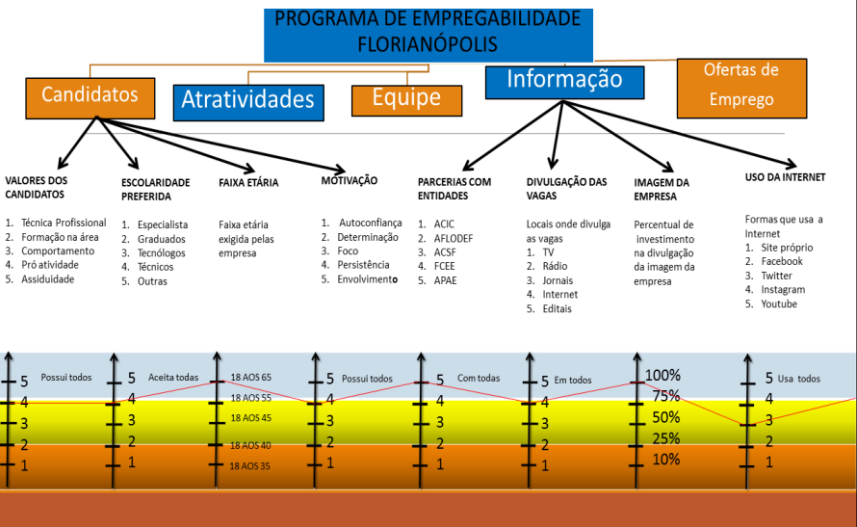 PROGRAMA DE EMPREGABILIDADE
FLORIANÓPOLIS
Candidatos
Atratividades
Equipe
Informação
Ofertas de
Emprego
VALORES DOS
CANDIDATOS
1. Técnica Profissional
2. Formação na área
3. Comportamento
4. Pró atividade
5. Assiduidade
ESCOLARIDADE
PREFERIDA
1. Especialista
2. Graduados
3. Tecnólogos
4. Técnicos
5. Outras
FAIXA ETÁRIA
Faixa etária
exigida pelas
empresa
MOTIVAÇÃO
1. Autoconfiança
2. Determinação
3. Foco
4. Persistência
5. Envolvimento
PARCERIAS COM
ENTIDADES
1. ACIC
2. AFLODEF
3. ACSF
4. FCEE
5. APAE
DIVULGAÇÃO DAS
VAGAS
Locais onde divulga
as vagas
1. TV
2. Rádio
3. Jornais
4. Internet
5. Editais
IMAGEM DA
EMPRESA
Percentual de
investimento
na divulgação
da imagem da
empresa
USO DA INTERNET
Formas que usa a
Internet
1. Site próprio
2. Facebook
3. Twitter
4. Instagram
5. Youtube
5 Possui todos
4
3
2
1
5 Aceita todas
4
3
2
1
18 AOS 65
18 AOS 55
18 AOS 45
18 AOS 40
18 AOS 35
5 Possui todos
4
3
2
1
5 Com todas
4
3
2
1
5 Em todos
4
3
2
1
100%
75%
50%
25%
10%
5 Usa todos
4
3
2
1